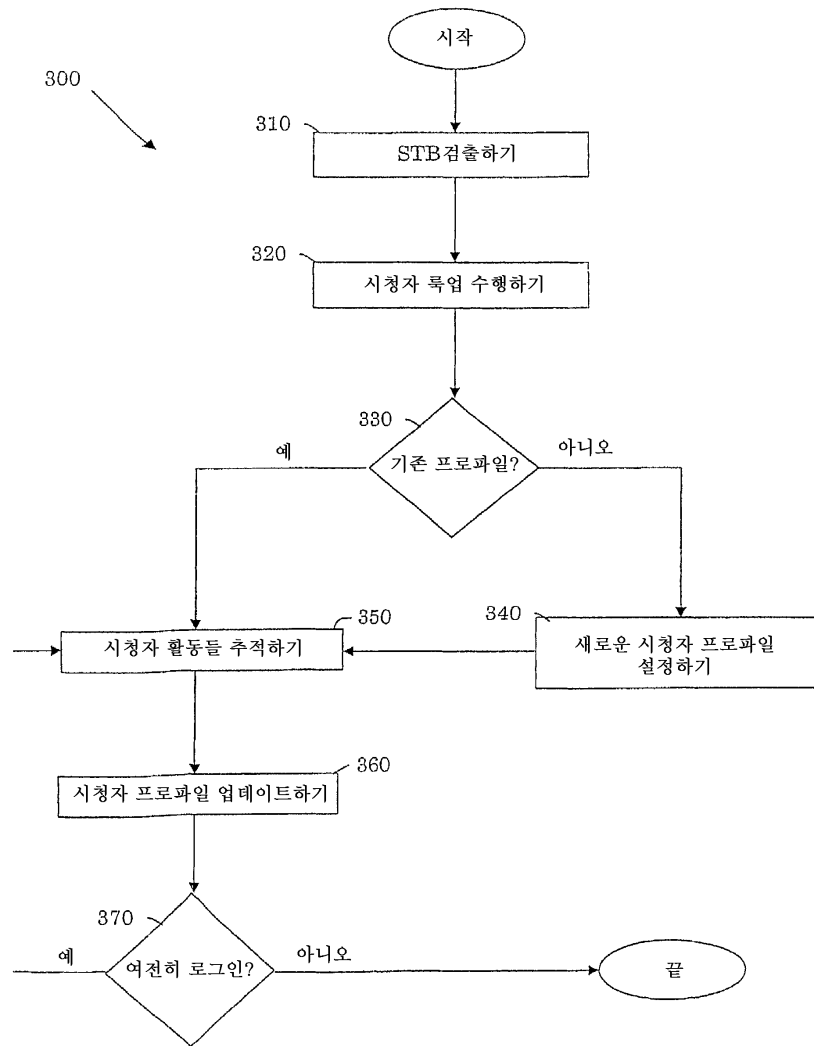 시작
300
310
STB검출하기
320
시청자 룩업 수행하기
330
기존 프로파일?
예
아니오
350
시청자 활동들 추적하기
340
새로운 시청자 프로파일
설정하기
360
시청자 프로파일 업데이트하기
370
여전히 로그인?
예
아니오
끝